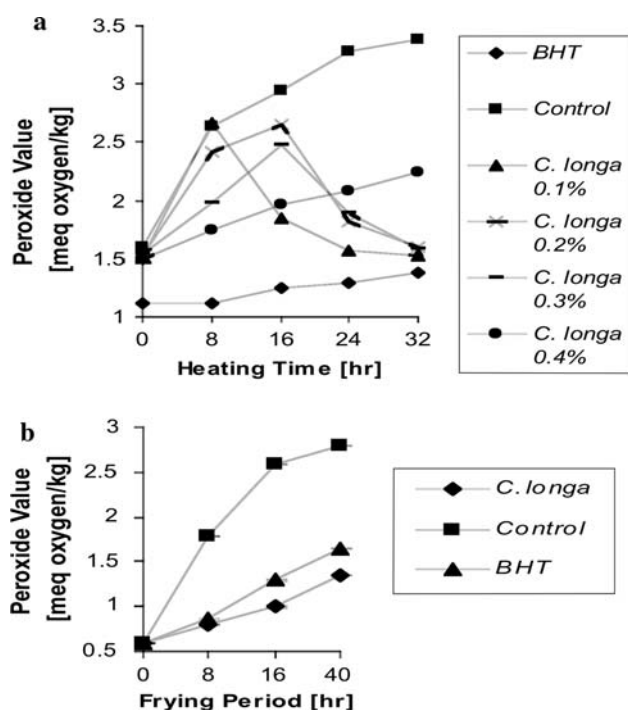 a
3.5
3
2.5
2
1.5
1
Peroxide Value
[meq oxygen/kg]
0 8 16 24 32
Heating Time [hr]
BHT
Control
C. longa
0.1%
C. longa
0.2%
C. longa
0.3%
C. longa
0.4%
b
3
2.5
2
1.5
1
0.5
Peroxide Value
[meq oxygen/kg]
0 8 16 40
Frying Period [hr]
C. longa
Control
BHT